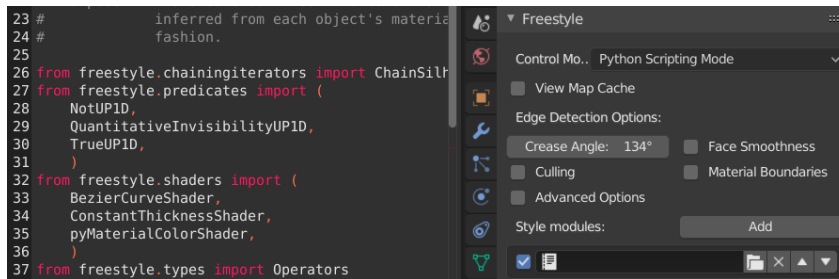 23 #            inferred from each object's materia
24 #            fashion.
25
26 from freestyle.chainingiterators import ChainSilh
27 from freestyle.predicates import (
28     NotUP1D,
29     QuantitativeInvisibilityUP1D,
30     TrueUP1D,
31     )
32 from freestyle.shaders import (
33     BezierCurveShader,
34     ConstantThicknessShader,
35     pyMaterialColorShader,
36     )
37 from freestyle.types import Operators
Freestyle
Control Mo.. Python Scripting Mode
View Map Cache
Edge Detection Options:
Crease Angle: 134° Face Smoothness
Culling Material Boundaries
Advanced Options
Style modules: Add